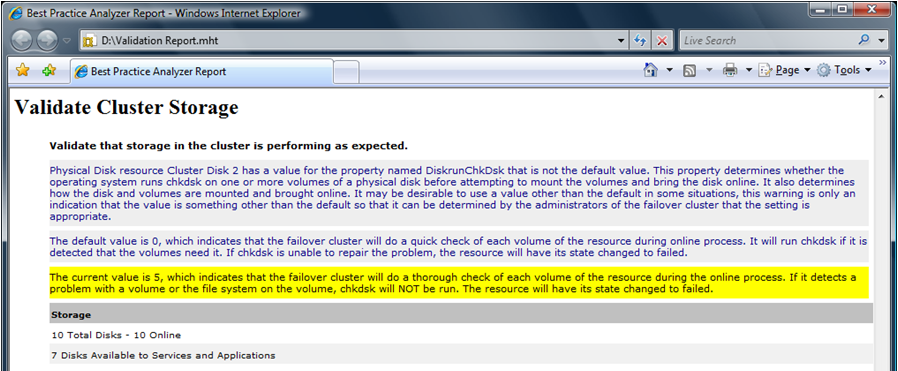 Best Practice Analyzer Report - Windows Internet Explorer
D:\Validation Report.mht
Live Search
Best Practice Analyzer Report
Page
Tools
Validate Cluster Storage
Validate that storage in the cluster is performing as expected.
Physical Disk resource Cluster Disk 2 has a value for the property named DiskrunChkDsk that is not the default value. This property determines whether the
operating system runs chkdsk on one or more volumes of a physical disk before attempting to mount the volumes and bring the disk online. It also determines
how the disk and volumes are mounted and brought online. It may be desirable to use a value other than the default in some situations, this warning is only an
indication that the value is something other than the default so that it can be determined by the administrators of the failover cluster that the setting is
appropriate.
The default value is 0, which indicates that the failover cluster will do a quick check of each volume of the resource during online process. It will run chkdsk if it is
detected that the volumes need it. If chkdsk is unable to repair the problem, the resource will have its state changed to failed.
The current value is 5, which indicates that the failover cluster will do a thorough check of each volume of the resource during the online process. If it detects a
problem with a volume or the file system on the volume, chkdsk will NOT be run. The resource will have its state changed to failed.
Storage
10 Total Disks - 10 Online
7 Disks Available to Services and Applications